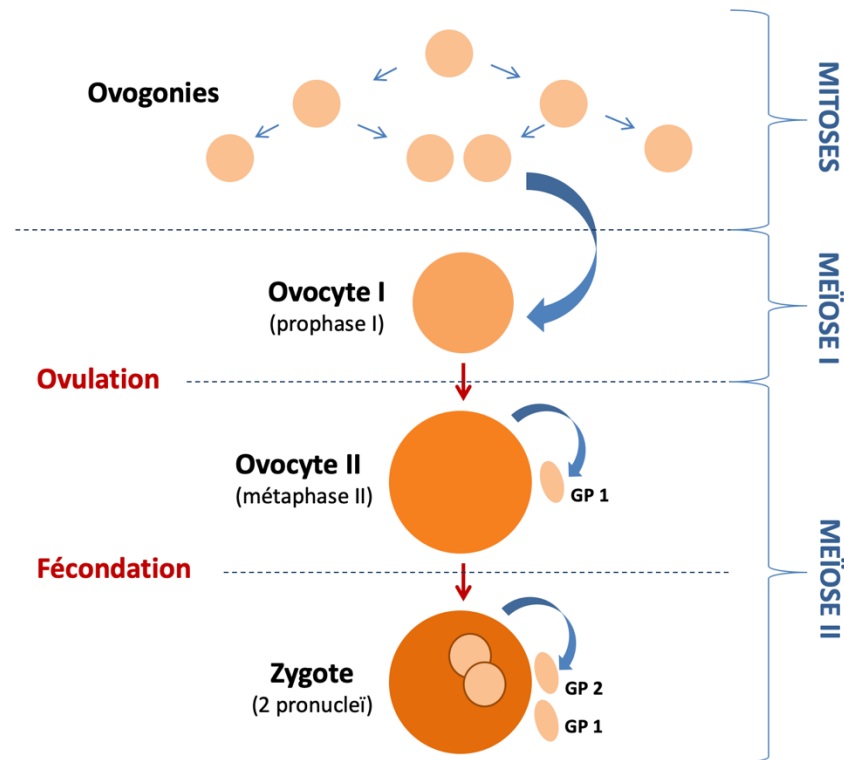 Ovogonies
MITOSES
Ovocyte I
(prophase I)
MEÏOSE I
Ovulation
Ovocyte II
(métaphase II)
GP 1
Fécondation
MEÏOSE II
Zygote
(2 pronucleï)
GP 2
GP 1